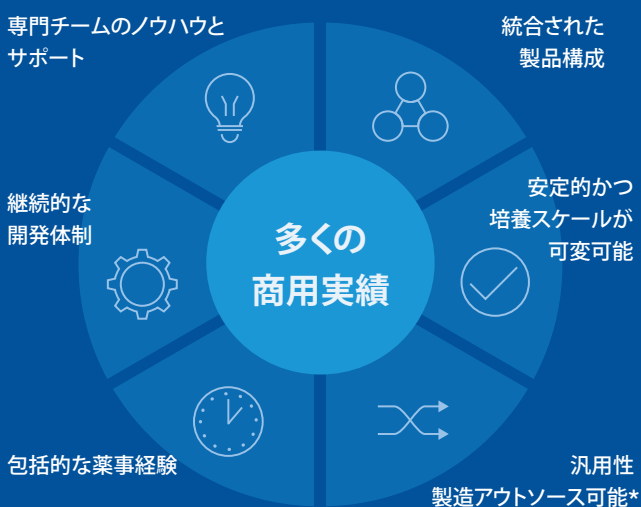 専門チームのノウハウと
サポート
統合された
製品構成
継続的な
開発体制
多くの
商用実績
安定的かつ
培養スケールが
可変可能
包括的な薬事経験
汎用性
製造アウトソース可能*